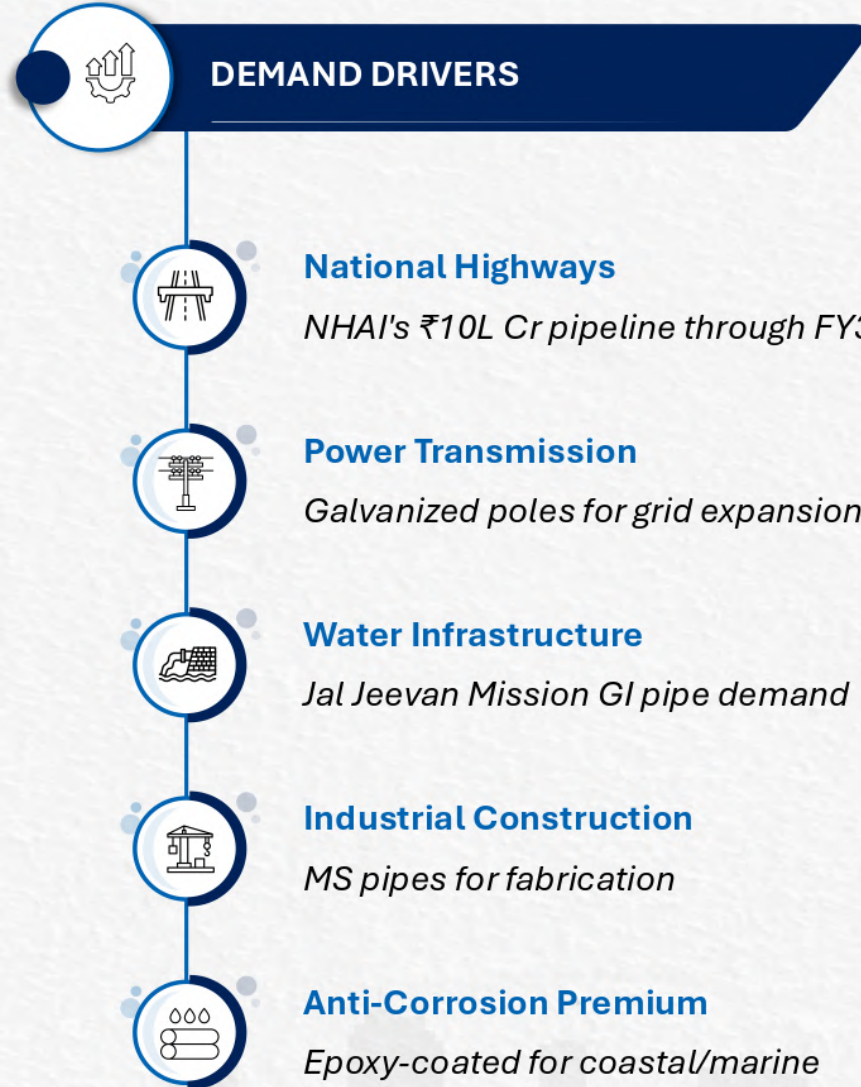 DEMAND DRIVERS
National Highways
NHAI's ₹10L Cr pipeline through
Power Transmission
Galvanized poles for grid expansion
Water Infrastructure
Jal Jeevan Mission GI pipe demand
Industrial Construction
MS pipes for fabrication
Anti-Corrosion Premium
Epoxy-coated for coastal/marine